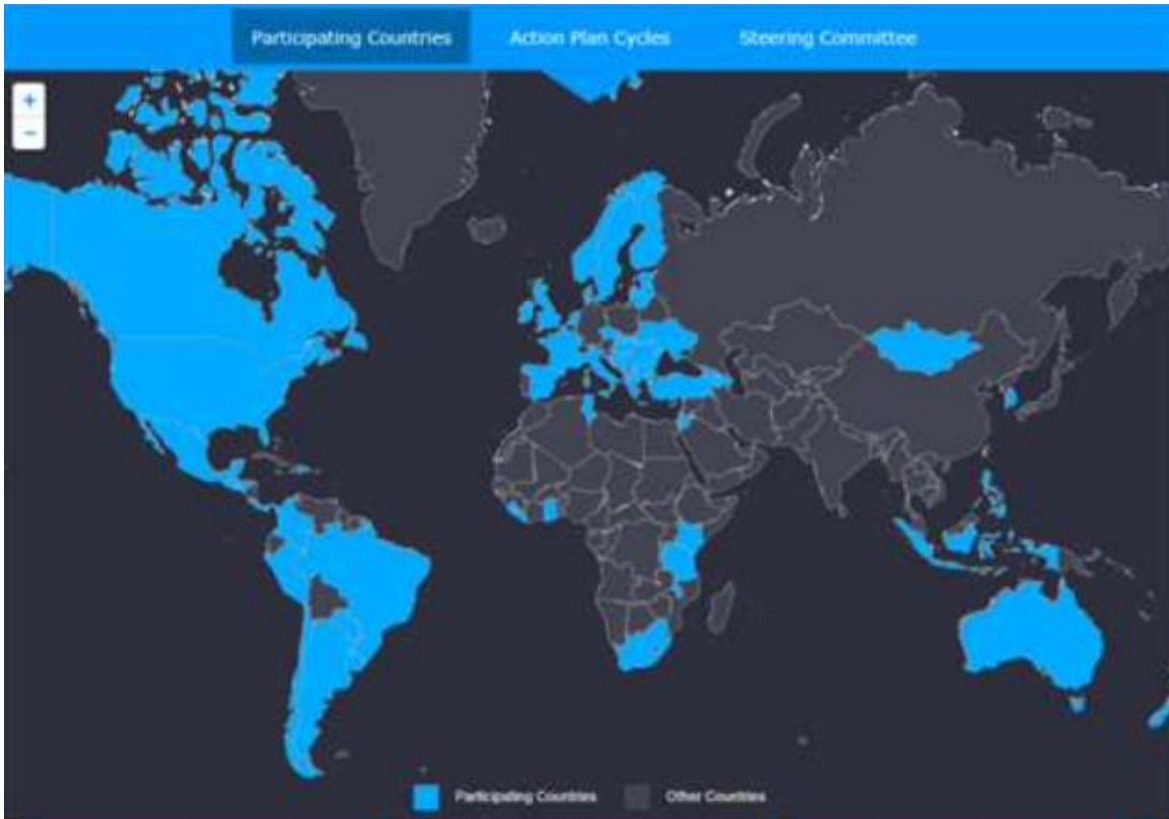 Participating Countries
Action Plan Cycles
Steering Committee
+
−
Participating Countries
Other Countries